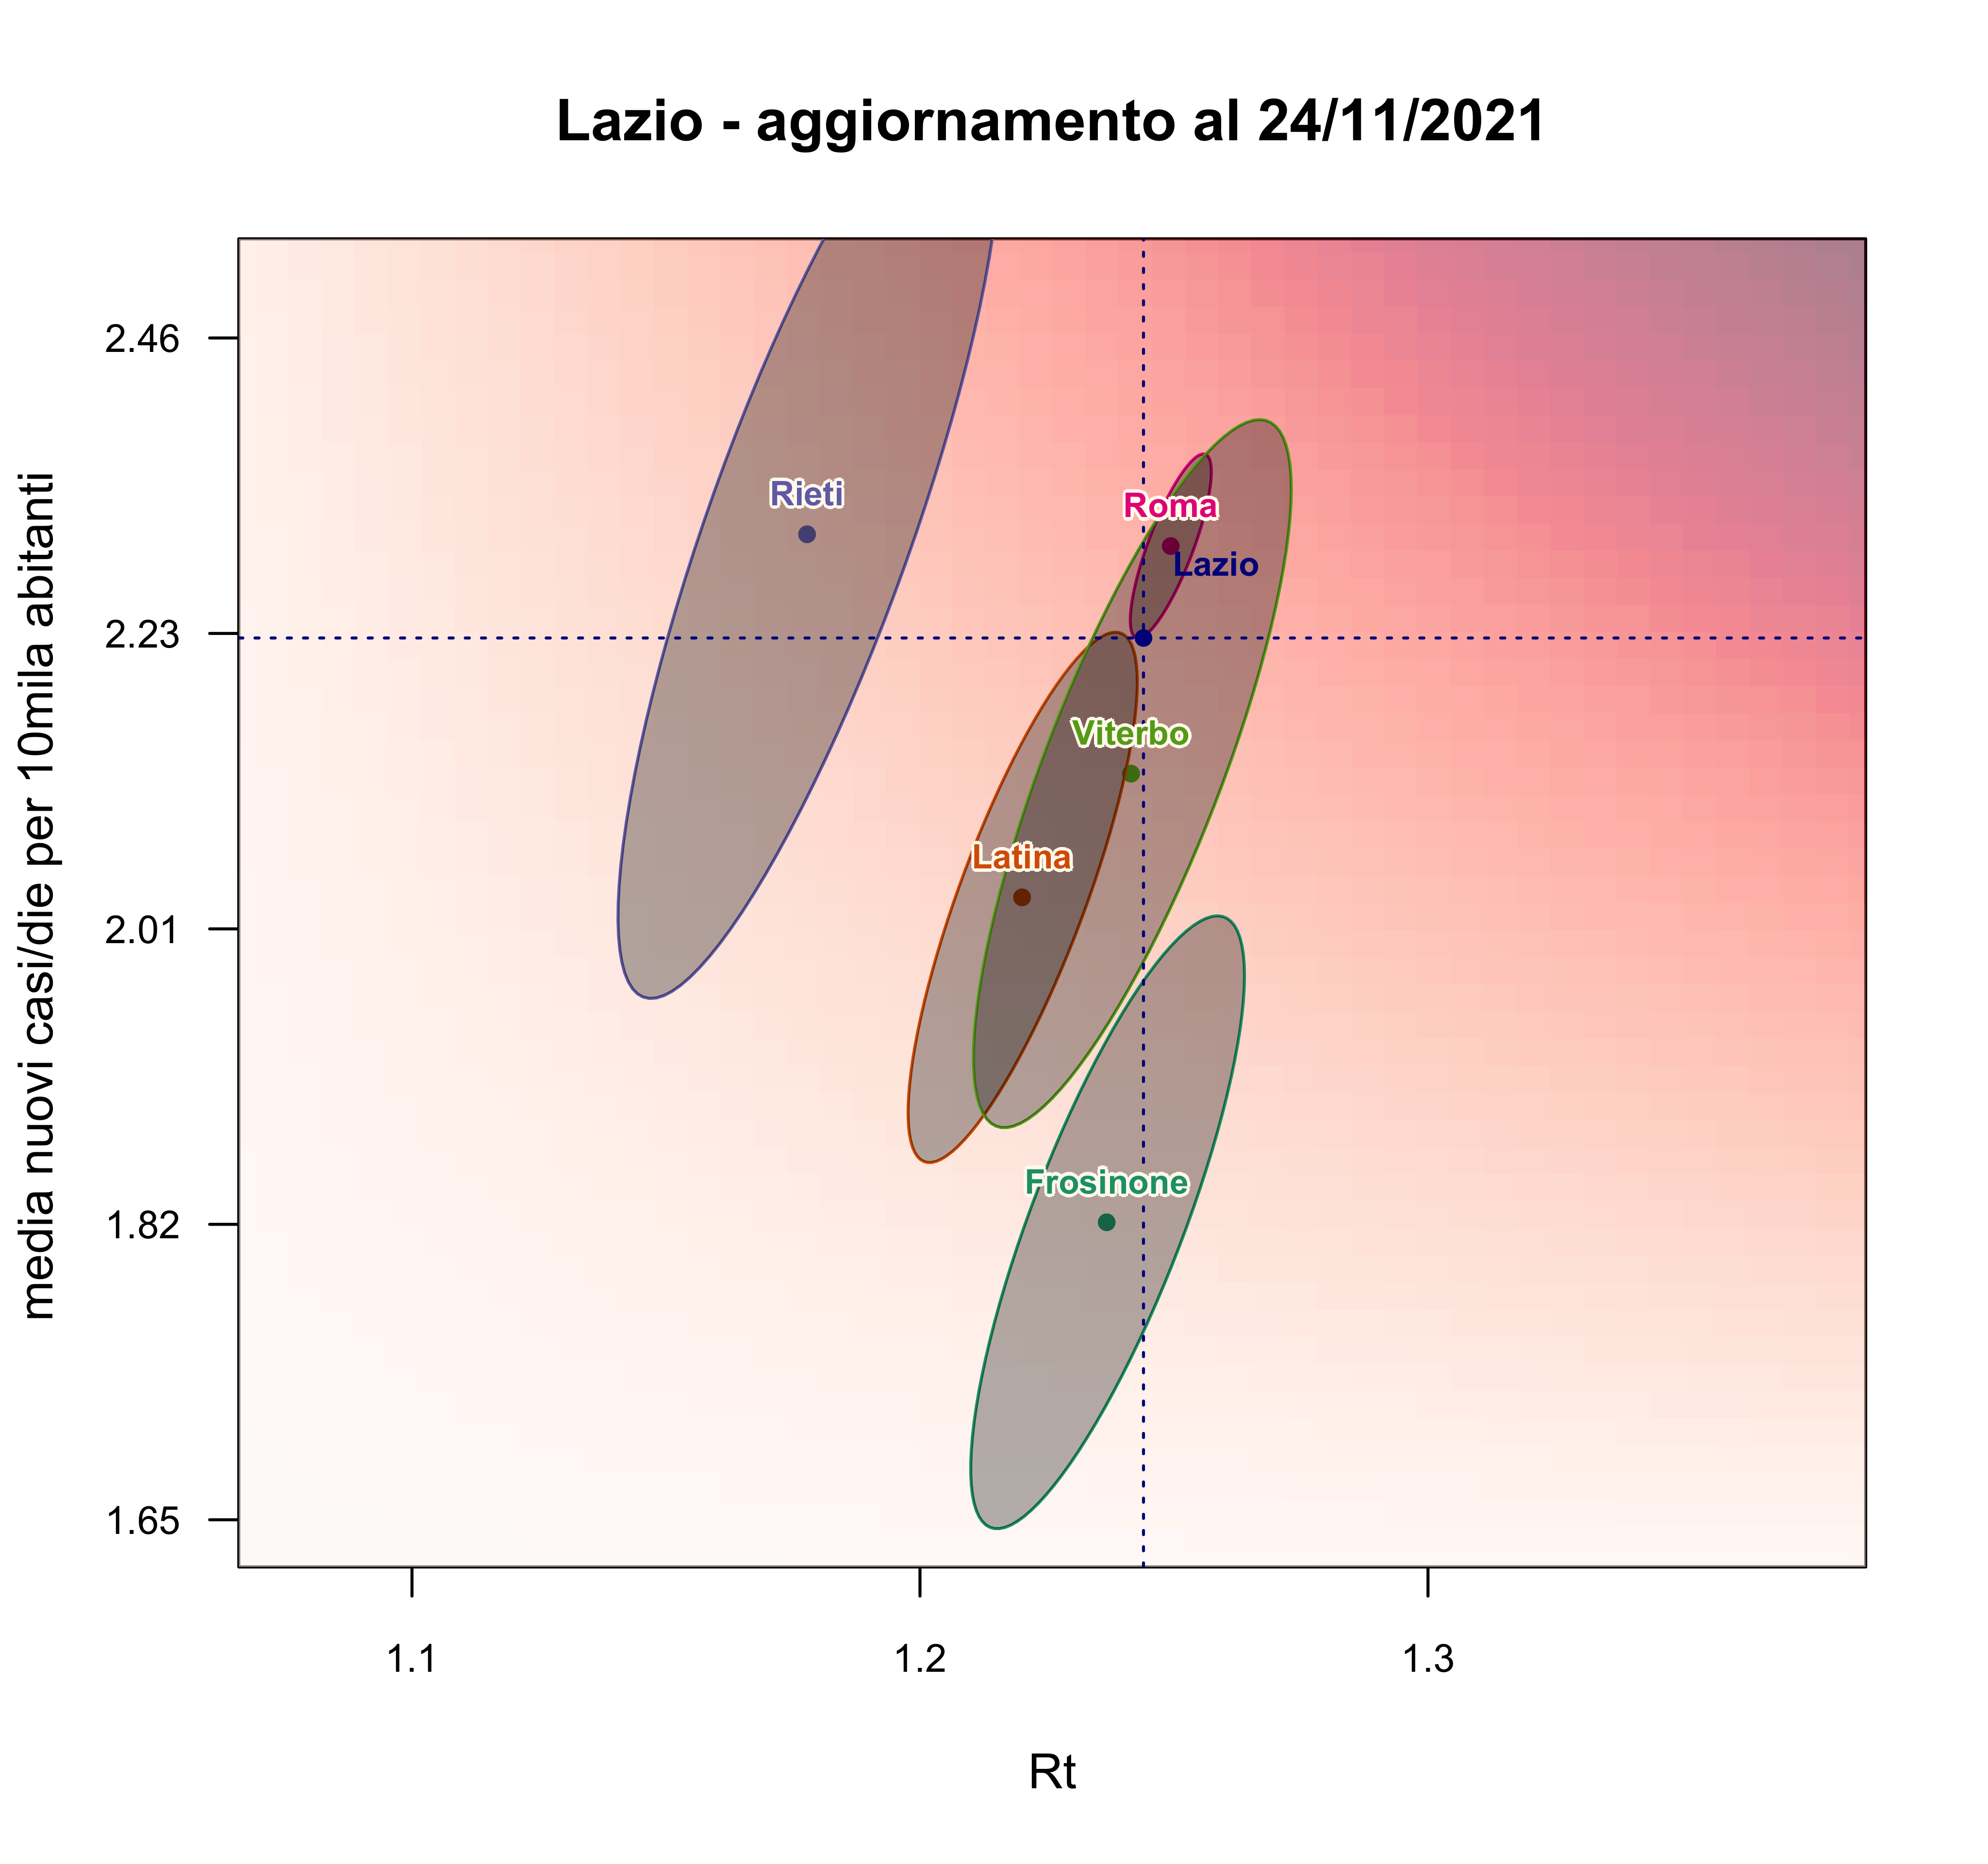 Lazio - aggiornamento al 24/11/2021
media nuovi casi/die per 10mila abitanti
2.46
2.23
2.01
1.82
1.65
Rieti
Roma
Lazio
Viterbo
Latina
Frosinone
1.1
1.2
1.3
Rt